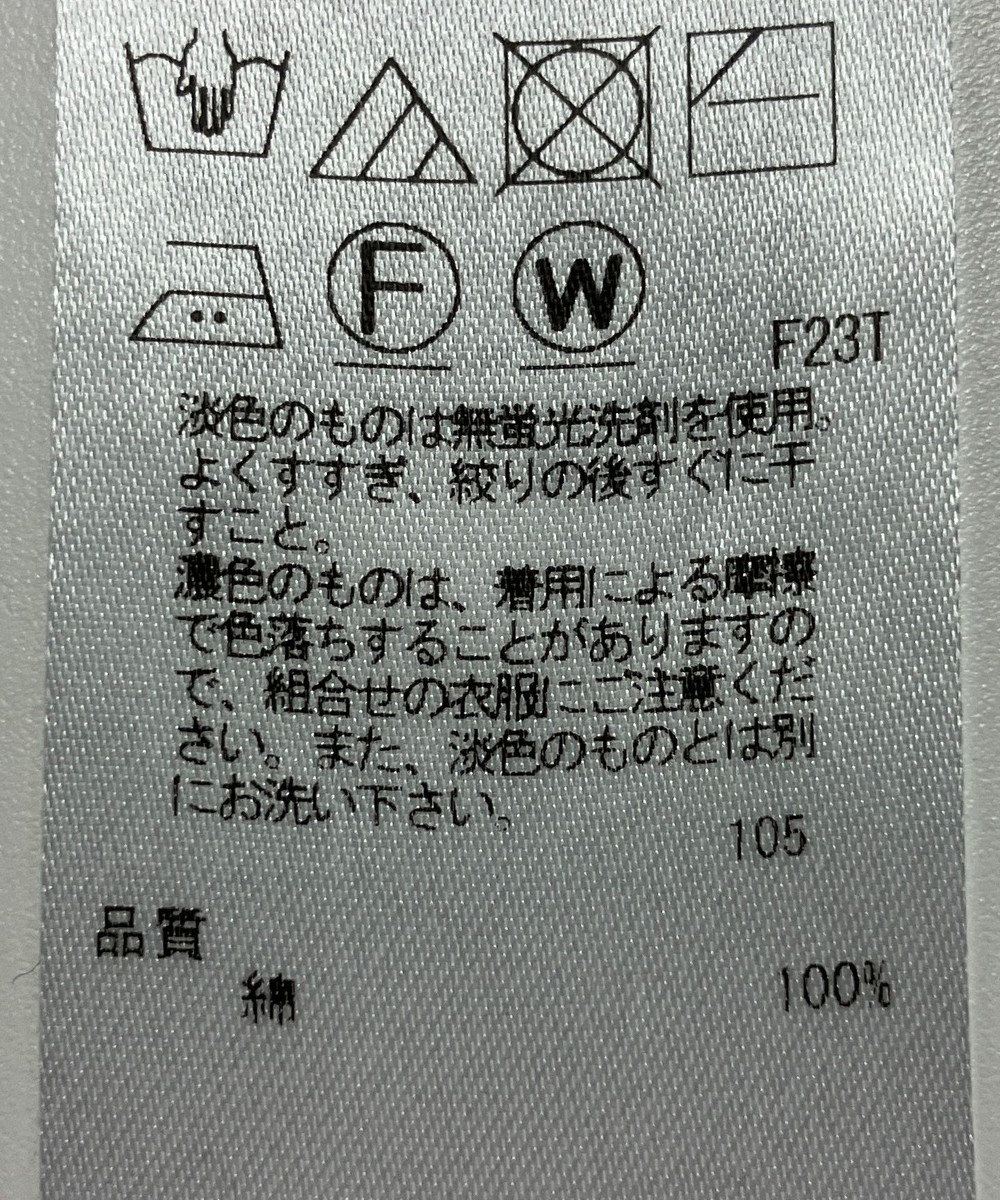 F
W
F23T
淡色のものは無蛍光洗剤を使用。
よくすすぎ、絞りの後すぐに干
すこと。
濃色のものは、着用による摩擦
で色落ちすることがありますの
で、組合せの衣服にご注意くだ
さい。また、淡色のものとは別
にお洗い下さい。
105
品質
綿 100%